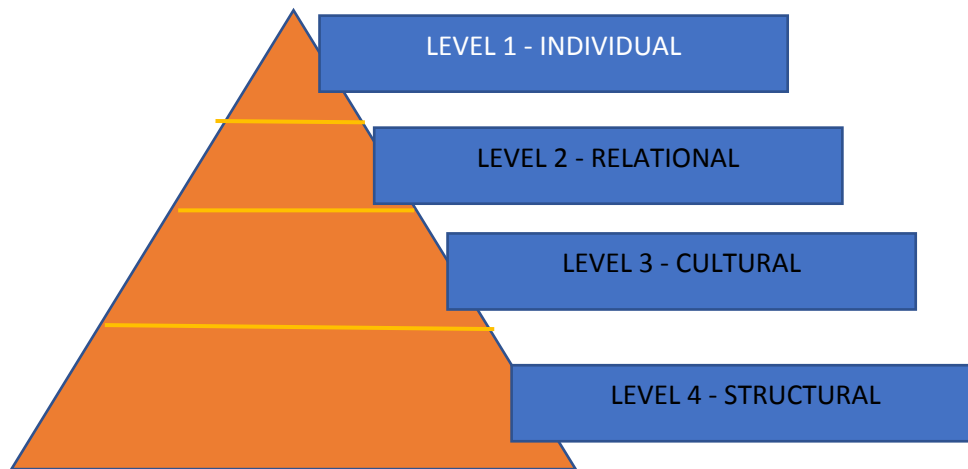 LEVEL 1 - INDIVIDUAL
LEVEL 2 - RELATIONAL
LEVEL 3 - CULTURAL
LEVEL 4 - STRUCTURAL